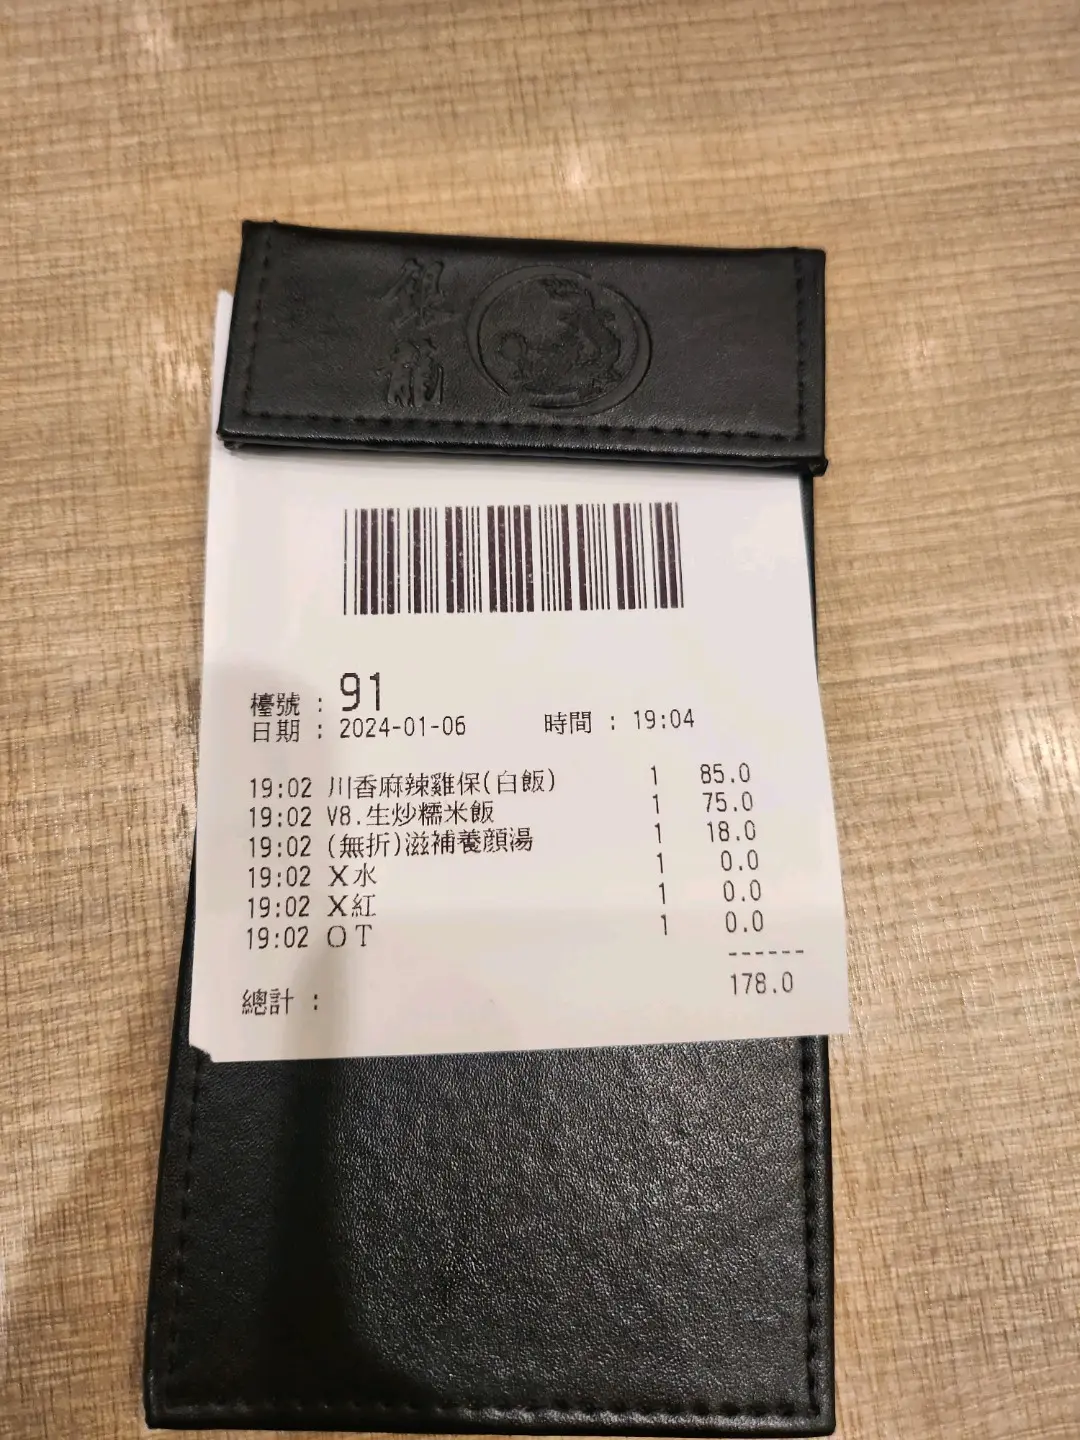 銀龍
檯號 : 91
日期 : 2024-01-06 時間 : 19:04
19:02 川香麻辣雞保(白飯) 1 85.0
19:02 V8.生炒糯米飯 1 75.0
19:02 (無折)滋補養顏湯 1 18.0
19:02 X水 1 0.0
19:02 X紅 1 0.0
19:02 OT 1 0.0
------
總計 : 178.0